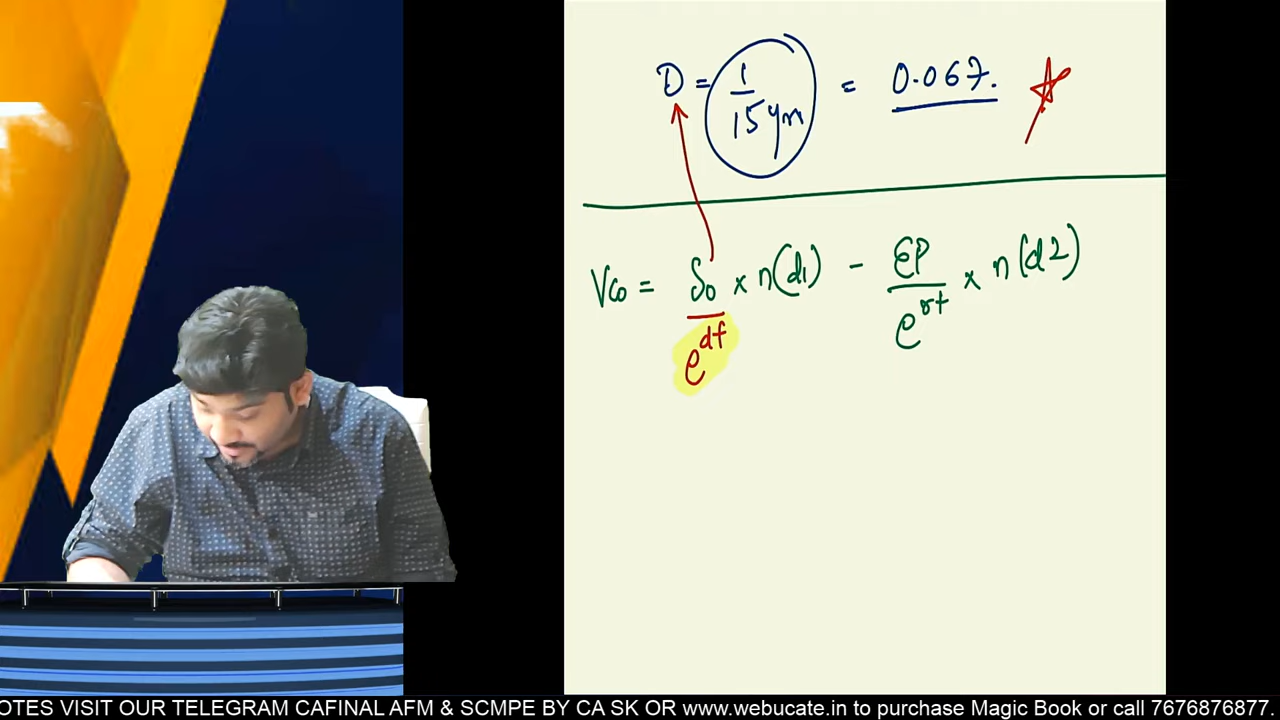 D = 1/15yrs = 0.067.
Vco = S0/e^df × n(d1) - EP/e^rt × n(d2)
OTES VISIT OUR TELEGRAM CAFINAL AFM & SCMPE BY CA SK OR www.webucate.in to purchase Magic Book or call 7676876877.